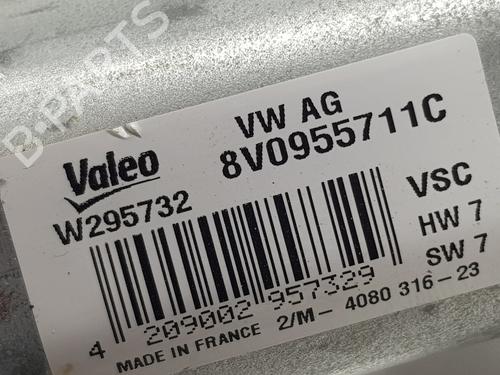 B-PARTS
Valeo
VW AG
W295732
8V0955711C
VSC
HW 7
SW 7
4 209002 957329
MADE IN FRANCE 2/M- 4080 316-23